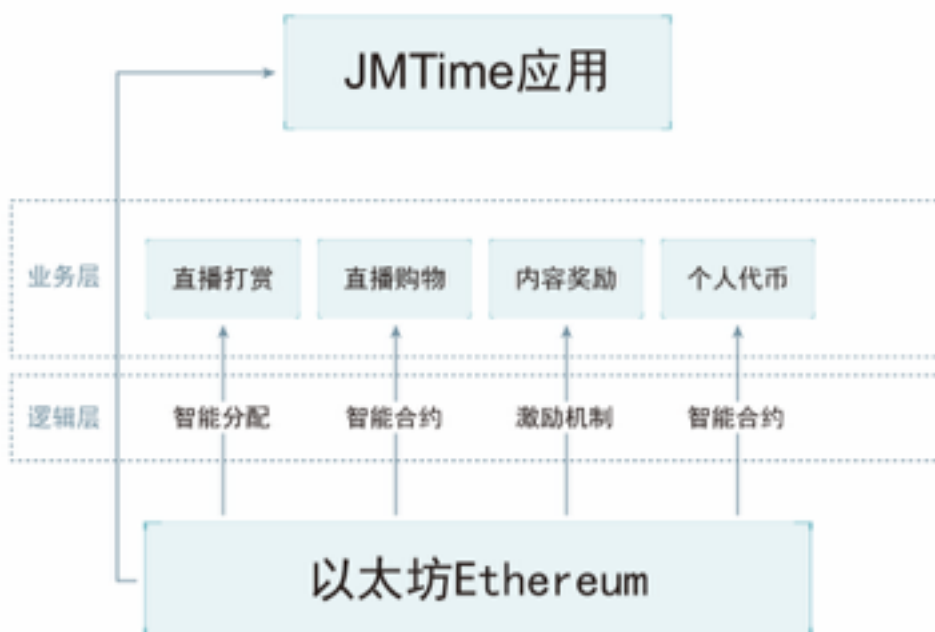 JMTime应用
业务层
直播打赏
直播购物
内容奖励
个人代币
逻辑层
智能分配
智能合约
激励机制
智能合约
以太坊Ethereum